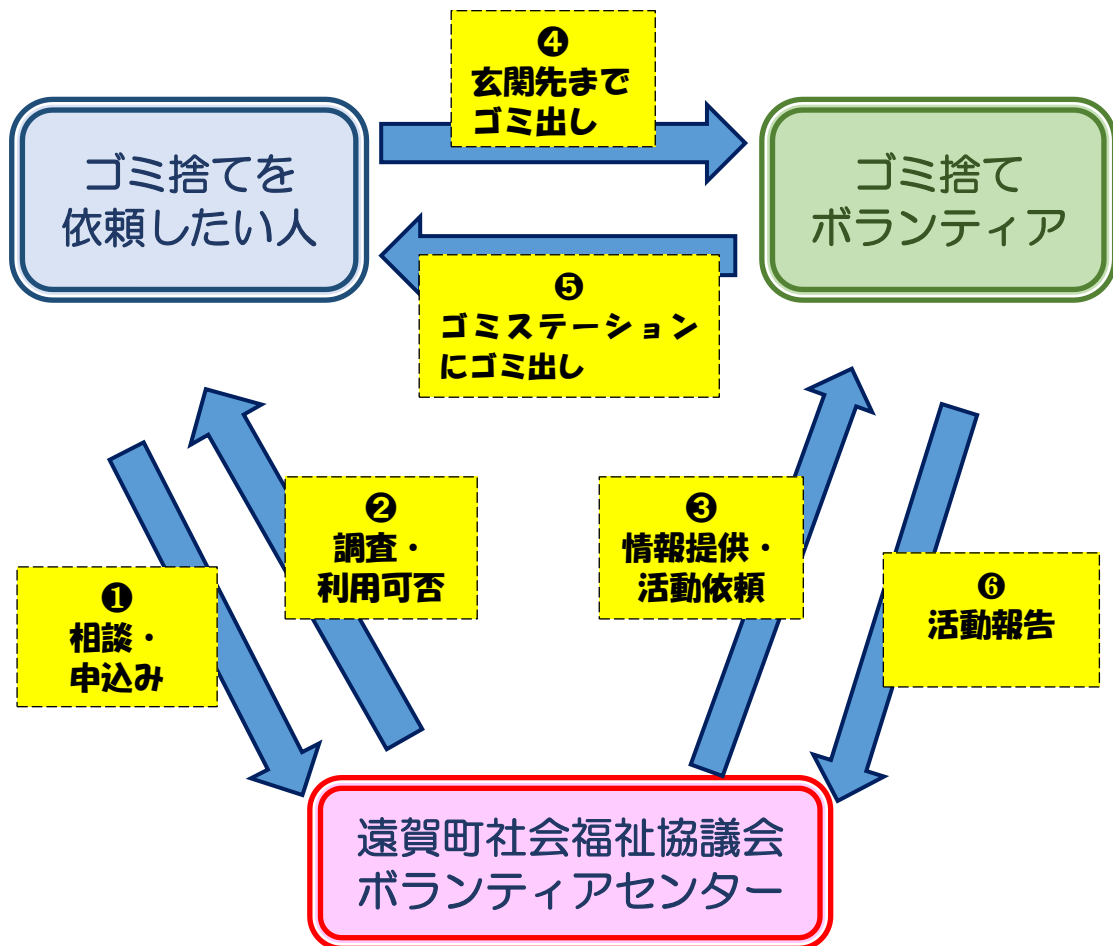 ❹
玄関先まで
ゴミ出し
ゴミ捨てを
依頼したい人
ゴミ捨て
ボランティア
❺
ゴミステーション
にゴミ出し
❶
相談・
申込み
❷
調査・
利用可否
❸
情報提供・
活動依頼
❻
活動報告
遠賀町社会福祉協議会
ボランティアセンター